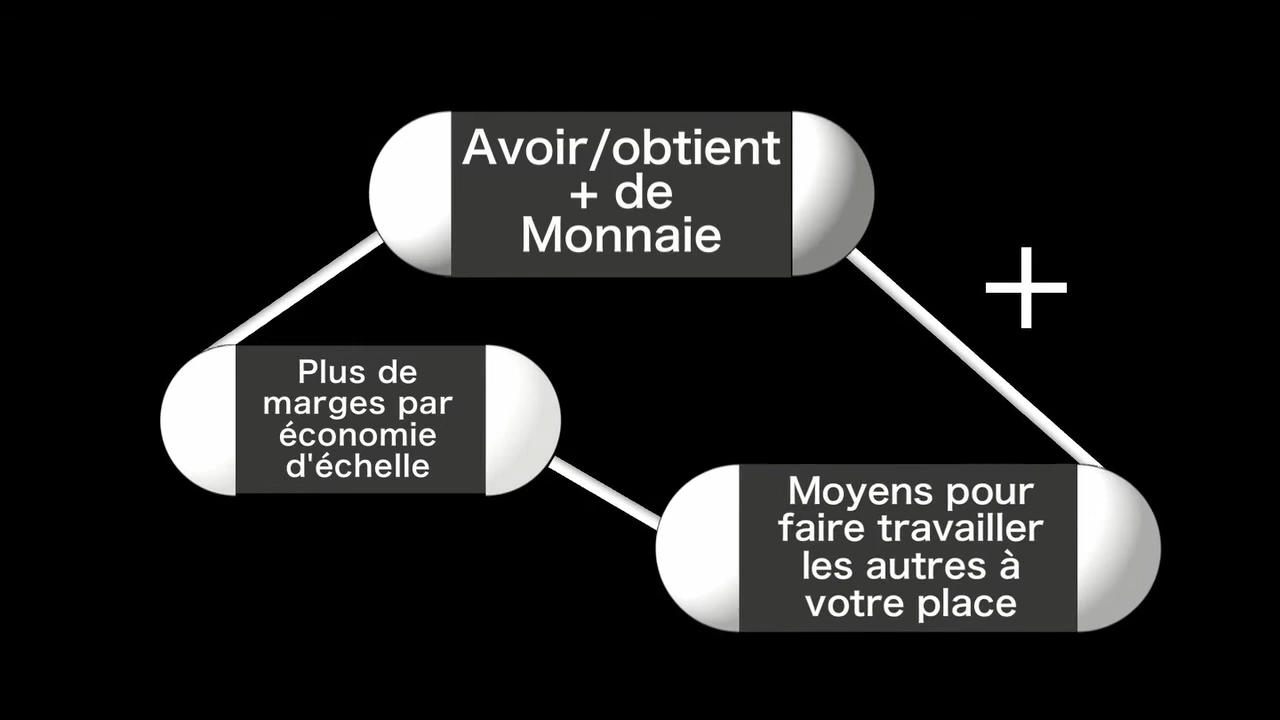 Avoir/obtient
+ de
Monnaie
+
Plus de
marges par
économie
d'échelle
Moyens pour
faire travailler
les autres à
votre place